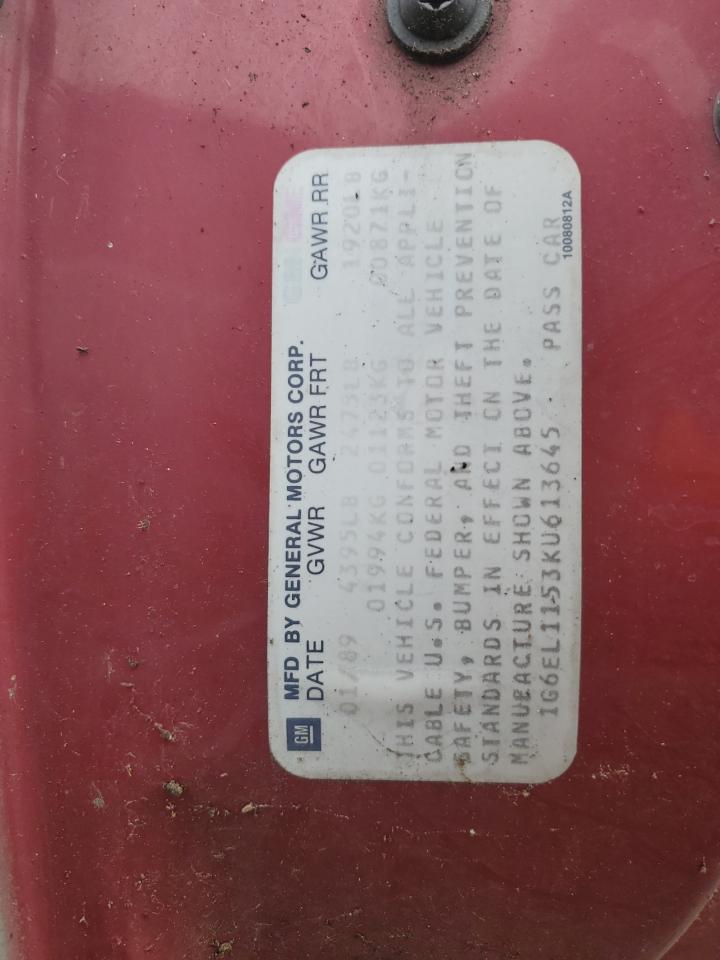 GM MFD BY GENERAL MOTORS CORP.
DATE GVWR GAWR FRT GAWR RR
01/89 4395LB 2475LB 1920LB
01994KG 01123KG 00871KG
THIS VEHICLE CONFORMS TO ALL APPLI-
CABLE U.S. FEDERAL MOTOR VEHICLE
SAFETY, BUMPER, AND THEFT PREVENTION
STANDARDS IN EFFECT ON THE DATE OF
MANUFACTURE SHOWN ABOVE.
1G6EL1153KU613645 PASS CAR
10080812A